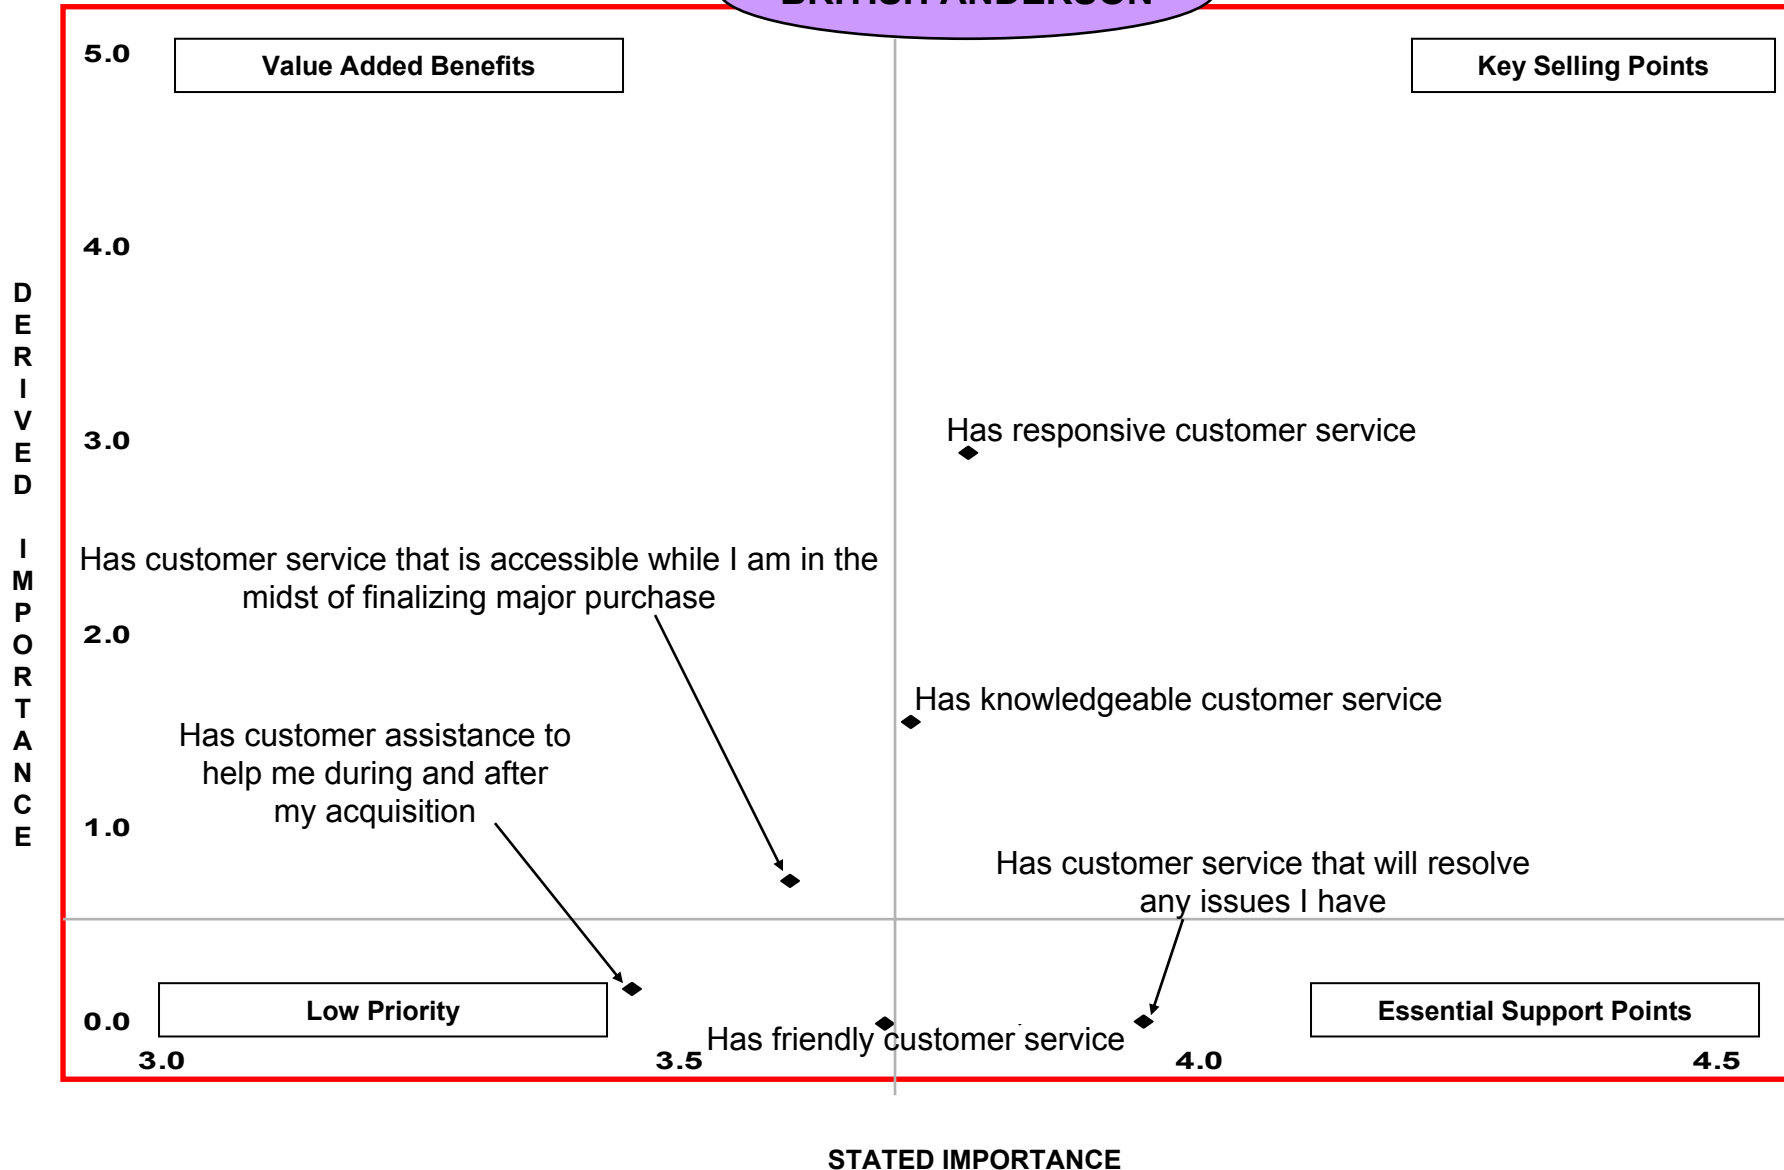 BRITISH ANDERSON
5.0
Value Added Benefits
Key Selling Points
4.0
DERIVED IMPORTANCE
3.0
Has responsive customer service
Has customer service that is accessible while I am in the
midst of finalizing major purchase
2.0
Has knowledgeable customer service
Has customer assistance to
help me during and after
my acquisition
1.0
Has customer service that will resolve
any issues I have
Low Priority
Essential Support Points
0.0
Has friendly customer service
3.0
3.5
4.0
4.5
STATED IMPORTANCE